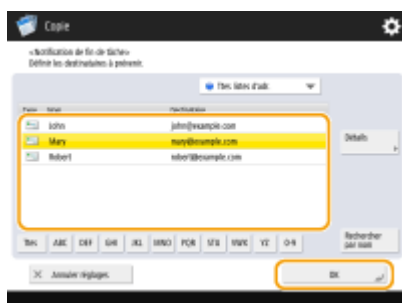 Copie
<Notification de fin de tâche>
Définir les destinataires à prévenir.
Ttes listes d'adr.
Type Nom Destination
John john@example.com
Mary mary@example.com
Robert robert@example.com
Détails
Ttes ABC DEF GHI JKL MNO PQR STU VWX YZ 0-9
Rechercher par nom
Annuler réglages
OK